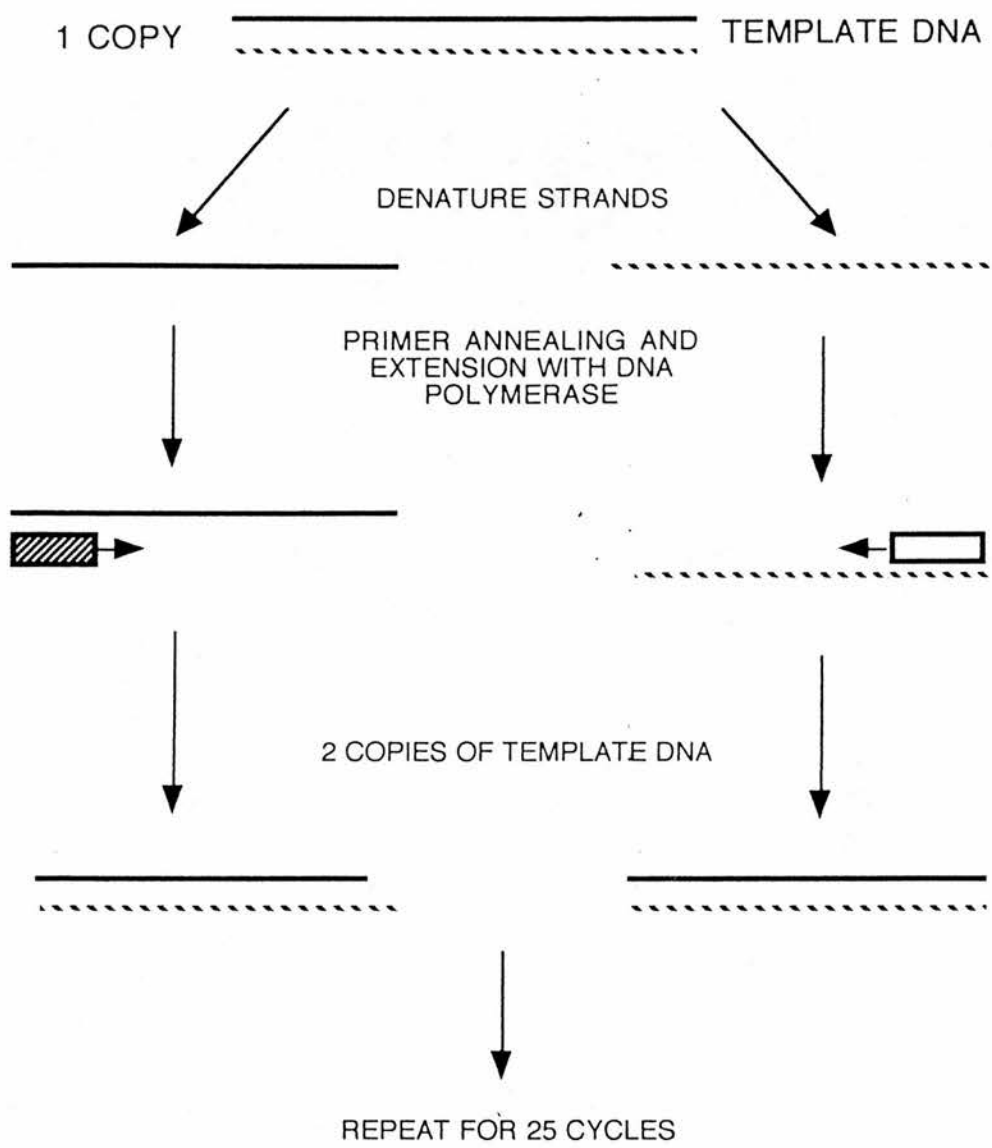 1 COPY
TEMPLATE DNA
DENATURE STRANDS
PRIMER ANNEALING AND
EXTENSION WITH DNA
POLYMERASE
2 COPIES OF TEMPLATE DNA
REPEAT FOR 25 CYCLES